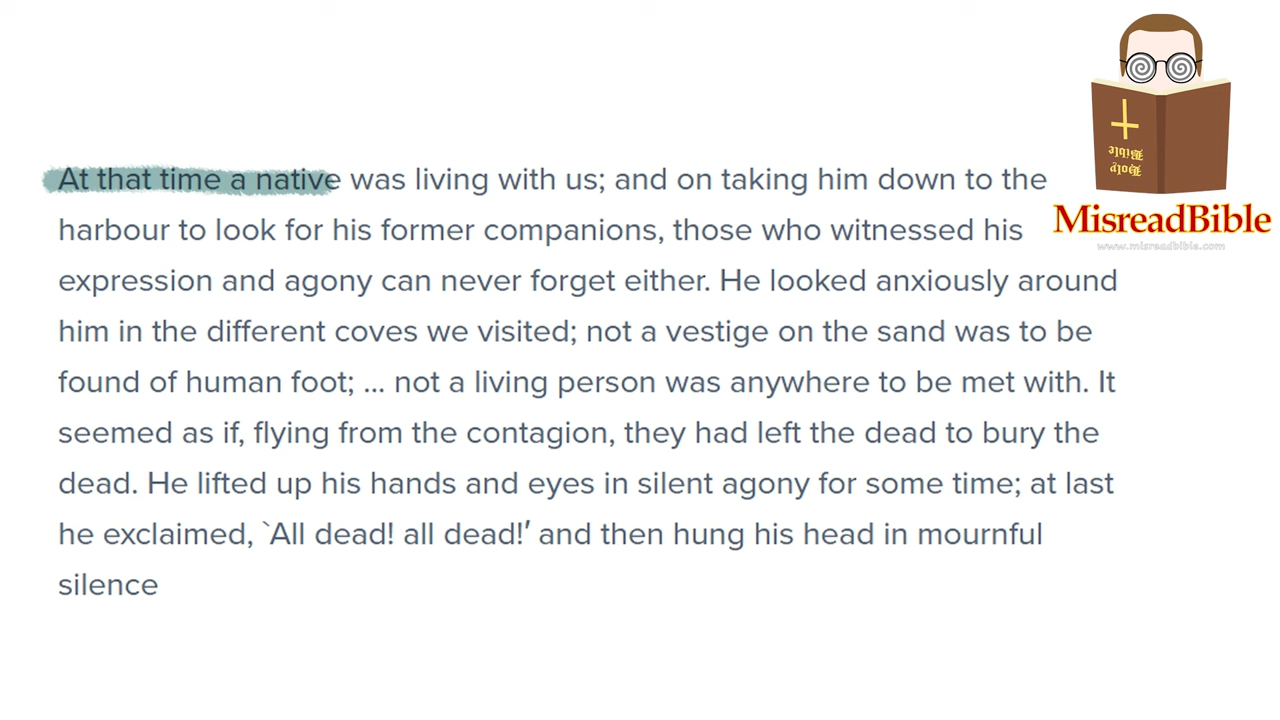 At that time a native was living with us; and on taking him down to the
harbour to look for his former companions, those who witnessed his
expression and agony can never forget either. He looked anxiously around
him in the different coves we visited; not a vestige on the sand was to be
found of human foot; ... not a living person was anywhere to be met with. It
seemed as if, flying from the contagion, they had left the dead to bury the
dead. He lifted up his hands and eyes in silent agony for some time; at last
he exclaimed, `All dead! all dead!′ and then hung his head in mournful
silence
Holy
Bible
MisreadBible
www.misreadbible.com